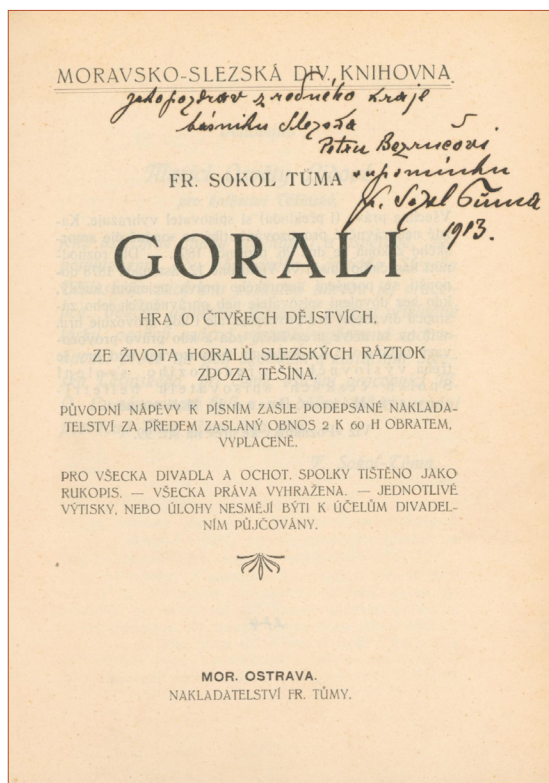 MORAVSKO-SLEZSKÁ DIV. KNIHOVNA.
jako pozdrav z rodného kraje
básníku Slezska
Petru Bezručovi
vzpomínku
Fr. Sokol Tůma
1913.
FR. SOKOL TŮMA
GORALI
HRA O ČTYŘECH DĚJSTVÍCH,
ZE ŽIVOTA HORALŮ SLEZSKÝCH RÁZTOK
ZPOZA TĚŠÍNA.
PŮVODNÍ NÁPĚVY K PÍSNÍM ZAŠLE PODEPSANÉ NAKLADA-
TELSTVÍ ZA PŘEDEM ZASLANÝ OBNOS 2 K 60 H OBRATEM,
VYPLACENĚ.
PRO VŠECKA DIVADLA A OCHOT. SPOLKY TIŠTĚNO JAKO
RUKOPIS. — VŠECKA PRÁVA VYHRAŽENA. — JEDNOTLIVÉ
VÝTISKY, NEBO ÚLOHY NESMĚJÍ BÝTI K ÚČELŮM DIVADEL-
NÍM PŮJČOVÁNY.
MOR. OSTRAVA.
NAKLADATELSTVÍ FR. TŮMY.